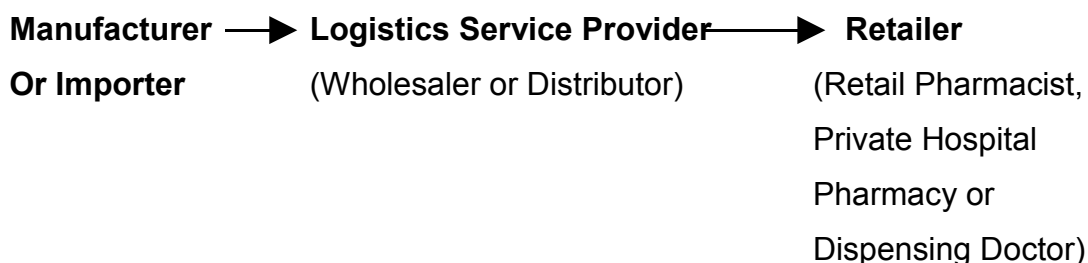 Manufacturer Logistics Service Provider Retailer
Or Importer (Wholesaler or Distributor) (Retail Pharmacist,
Private Hospital
Pharmacy or
Dispensing Doctor)